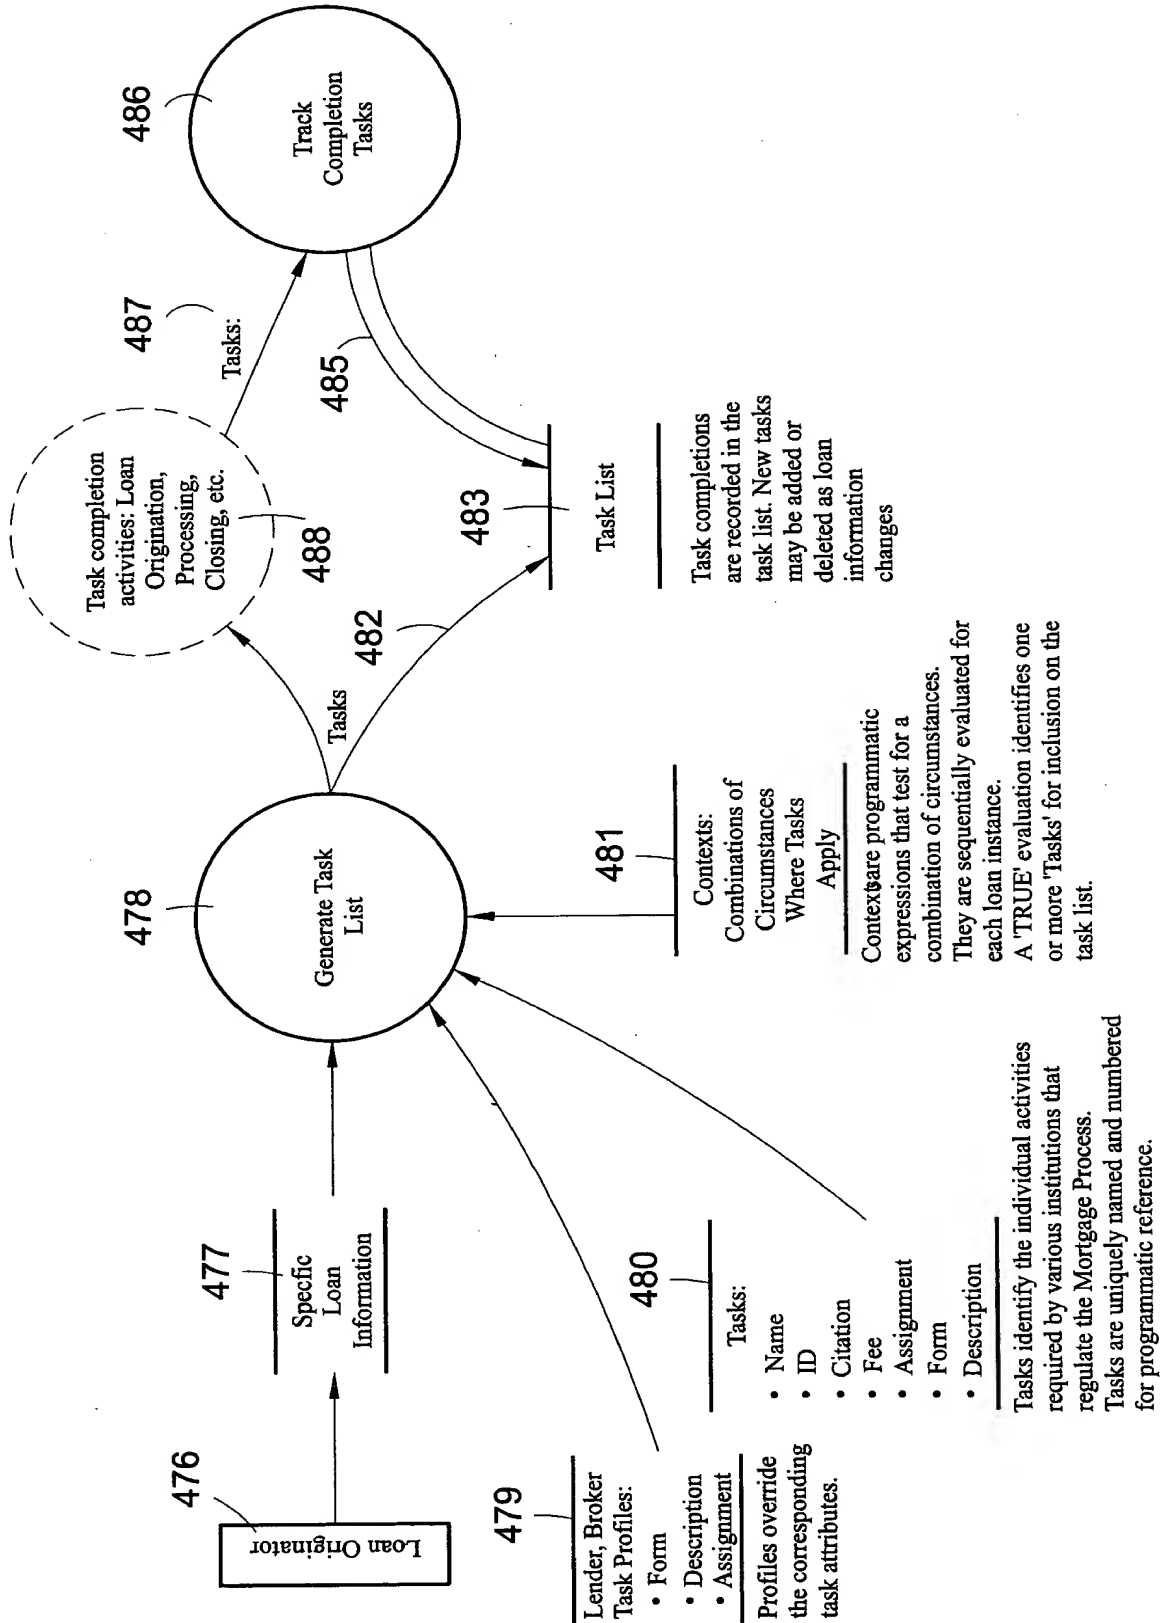 476
Loan Originator
477
Specfic
Loan
Information
478
Generate Task
List
479
Lender, Broker
Task Profiles:
• Form
• Description
• Assignment
Profiles override
the corresponding
task attributes.
480
Tasks:
• Name
• ID
• Citation
• Fee
• Assignment
• Form
• Description
Tasks identify the individual activities
required by various institutions that
regulate the Mortgage Process.
Tasks are uniquely named and numbered
for programmatic reference.
481
Contexts:
Combinations of
Circumstances
Where Tasks
Apply
Contexts are programmatic
expressions that test for a
combination of circumstances.
They are sequentially evaluated for
each loan instance.
A 'TRUE' evaluation identifies one
or more 'Tasks' for inclusion on the
task list.
Tasks
482
Task completion
activities: Loan
Origination,
Processing,
Closing, etc.
488
483
Task List
Task completions
are recorded in the
task list. New tasks
may be added or
deleted as loan
information
changes
485
487
Tasks:
486
Track
Completion
Tasks